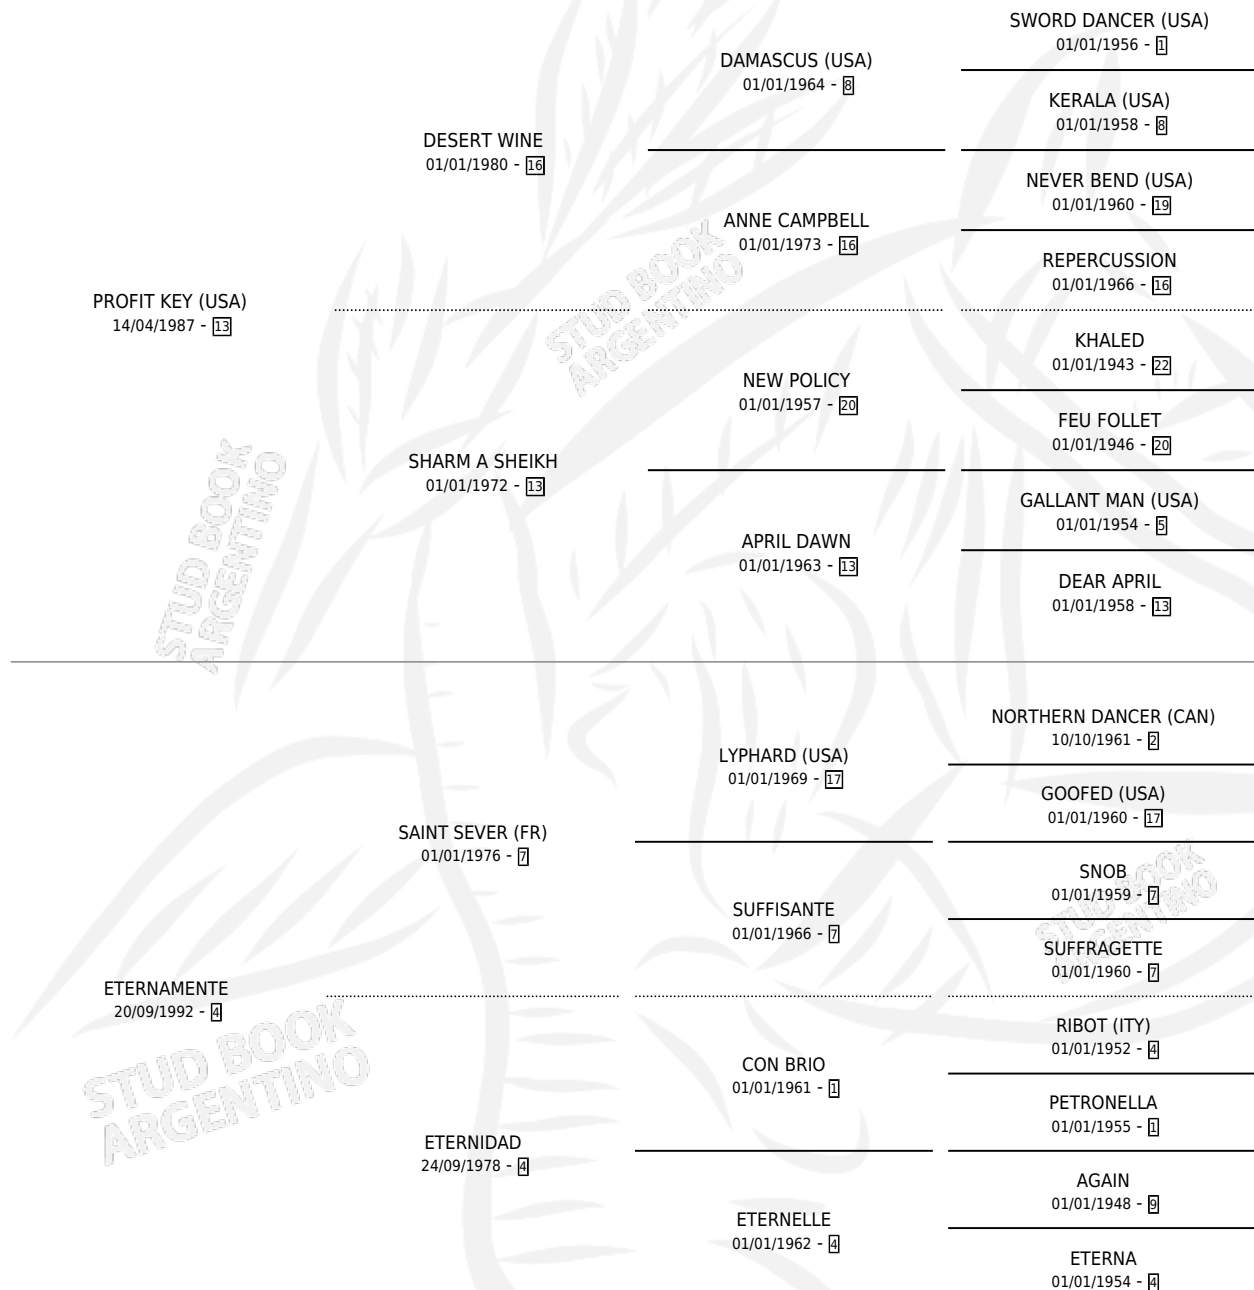 SWORD DANCER (USA)
01/01/1956 - 1
DAMASCUS (USA)
01/01/1964 - 8
KERALA (USA)
01/01/1958 - 8
DESERT WINE
01/01/1980 - 16
NEVER BEND (USA)
01/01/1960 - 19
ANNE CAMPBELL
01/01/1973 - 16
REPERCUSSION
01/01/1966 - 16
PROFIT KEY (USA)
14/04/1987 - 13
KHALED
01/01/1943 - 22
NEW POLICY
01/01/1957 - 20
FEU FOLLET
01/01/1946 - 20
SHARM A SHEIKH
01/01/1972 - 13
GALLANT MAN (USA)
01/01/1954 - 5
APRIL DAWN
01/01/1963 - 13
DEAR APRIL
01/01/1958 - 13
NORTHERN DANCER (CAN)
10/10/1961 - 2
LYPHARD (USA)
01/01/1969 - 17
GOOFED (USA)
01/01/1960 - 17
SAINT SEVER (FR)
01/01/1976 - 7
SNOB
01/01/1959 - 7
SUFFISANTE
01/01/1966 - 7
SUFFRAGETTE
01/01/1960 - 7
ETERNAMENTE
20/09/1992 - 4
RIBOT (ITY)
01/01/1952 - 4
CON BRIO
01/01/1961 - 1
PETRONELLA
01/01/1955 - 1
ETERNIDAD
24/09/1978 - 4
AGAIN
01/01/1948 - 9
ETERNELLE
01/01/1962 - 4
ETERNA
01/01/1954 - 4
STUD BOOK
ARGENTINO
STUD BOOK
ARGENTINO
STUD BOOK
ARGENTINO
STUD BOOK
ARGENTINO